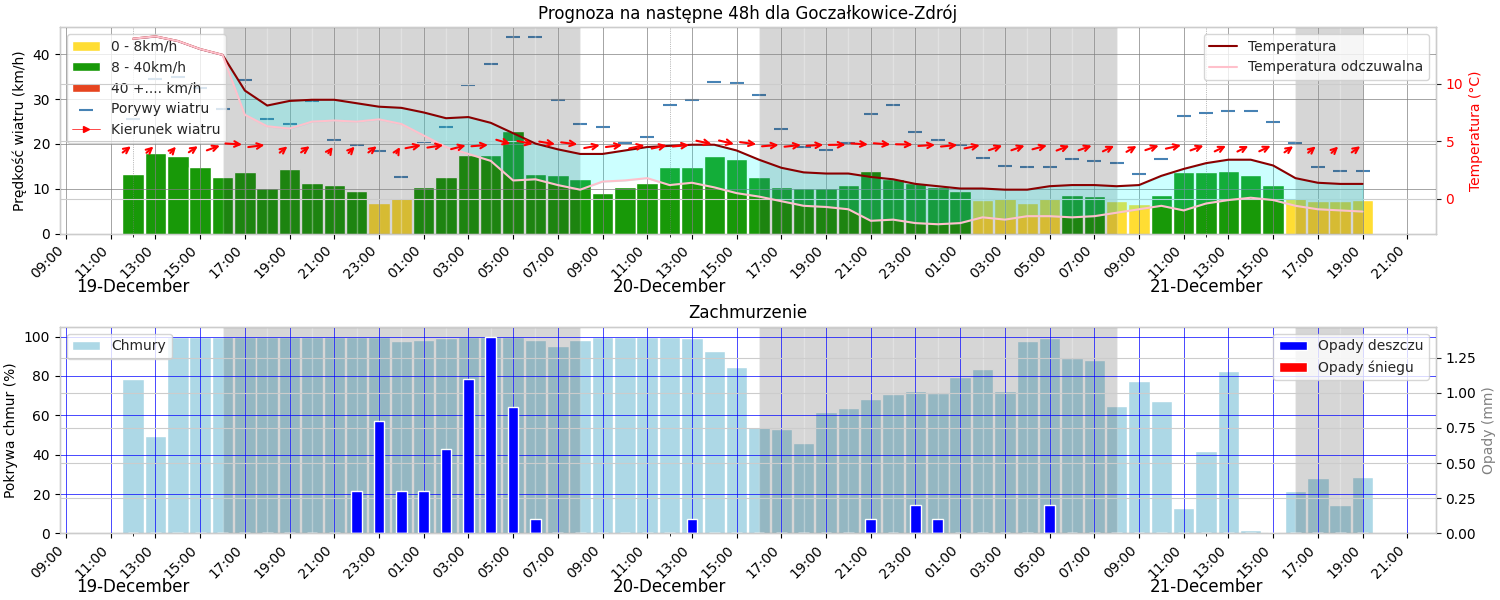 Prognoza na następne 48h dla Goczałkowice-Zdrój
Prędkość wiatru (km/h)
40
30
20
10
0
0 - 8km/h
8 - 40km/h
40 +.... km/h
Porywy wiatru
Kierunek wiatru
Temperatura
Temperatura odczuwalna
10
5
0
Temperatura (°C)
09:00 11:00 13:00 15:00 17:00 19:00 21:00 23:00 01:00 03:00 05:00 07:00 09:00 11:00 13:00 15:00 17:00 19:00 21:00 23:00 01:00 03:00 05:00 07:00 09:00 11:00 13:00 15:00 17:00 19:00 21:00
19-December 20-December 21-December
Zachmurzenie
Pokrywa chmur (%)
100
80
60
40
20
0
Chmury
Opady deszczu
Opady śniegu
1.25
1.00
0.75
0.50
0.25
0.00
Opady (mm)
09:00 11:00 13:00 15:00 17:00 19:00 21:00 23:00 01:00 03:00 05:00 07:00 09:00 11:00 13:00 15:00 17:00 19:00 21:00 23:00 01:00 03:00 05:00 07:00 09:00 11:00 13:00 15:00 17:00 19:00 21:00
19-December 20-December 21-December